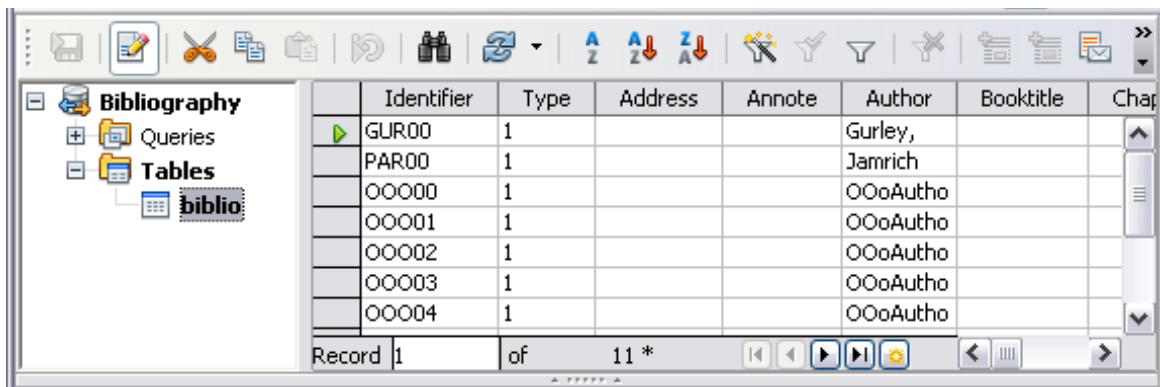 Bibliography
Queries
Tables
biblio
Identifier Type Address Annote Author Booktitle Chap
GUR00 1 Gurley,
PAR00 1 Jamrich
OOO00 1 OOoAutho
OOO01 1 OOoAutho
OOO02 1 OOoAutho
OOO03 1 OOoAutho
OOO04 1 OOoAutho
Record 1 of 11 *